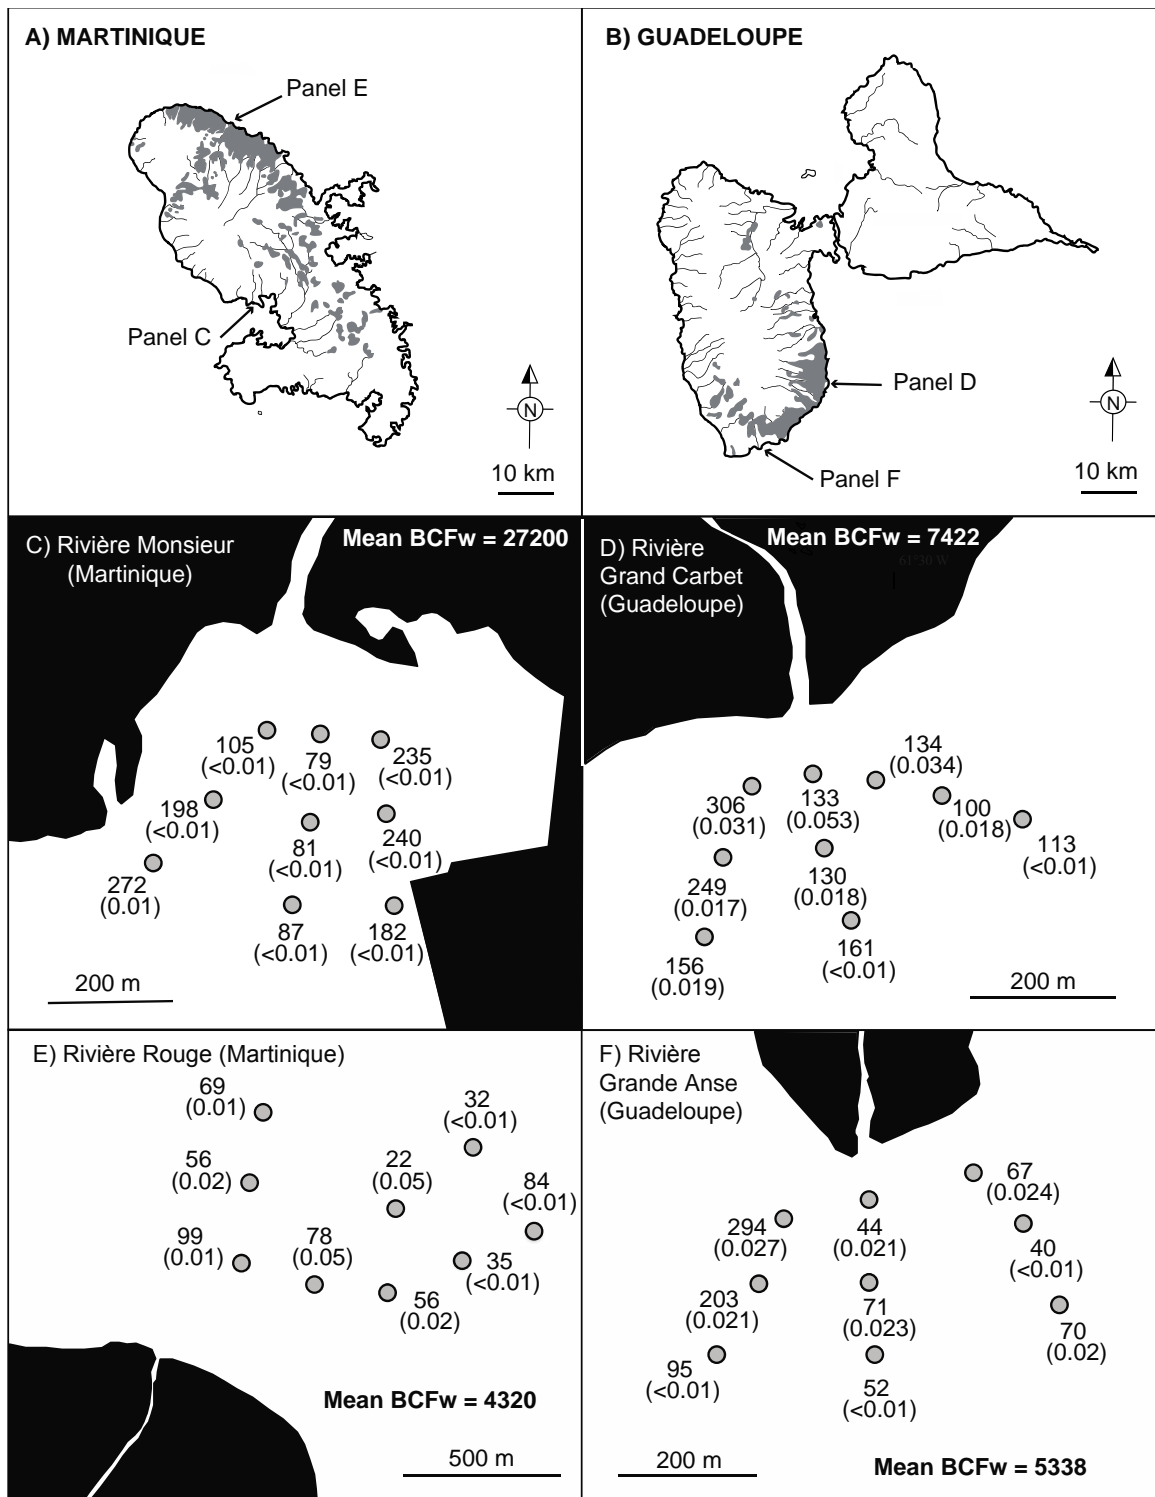 A) MARTINIQUE
Panel E
Panel C
N
10 km
B) GUADELOUPE
Panel D
Panel F
N
10 km
C) Rivière Monsieur
(Martinique)
Mean BCFw = 27200
105
(<0.01)
79
(<0.01)
235
(<0.01)
198
(<0.01)
81
(<0.01)
240
(<0.01)
272
(0.01)
87
(<0.01)
182
(<0.01)
200 m
D) Rivière
Grand Carbet
(Guadeloupe)
Mean BCFw = 7422
61°30 W
134
(0.034)
306
(0.031)
133
(0.053)
100
(0.018)
113
(<0.01)
249
(0.017)
130
(0.018)
156
(0.019)
161
(<0.01)
200 m
E) Rivière Rouge (Martinique)
69
(0.01)
32
(<0.01)
56
(0.02)
22
(0.05)
84
(<0.01)
99
(0.01)
78
(0.05)
35
(<0.01)
56
(0.02)
Mean BCFw = 4320
500 m
F) Rivière
Grande Anse
(Guadeloupe)
67
(0.024)
294
(0.027)
44
(0.021)
40
(<0.01)
203
(0.021)
71
(0.023)
70
(0.02)
95
(<0.01)
52
(<0.01)
200 m
Mean BCFw = 5338